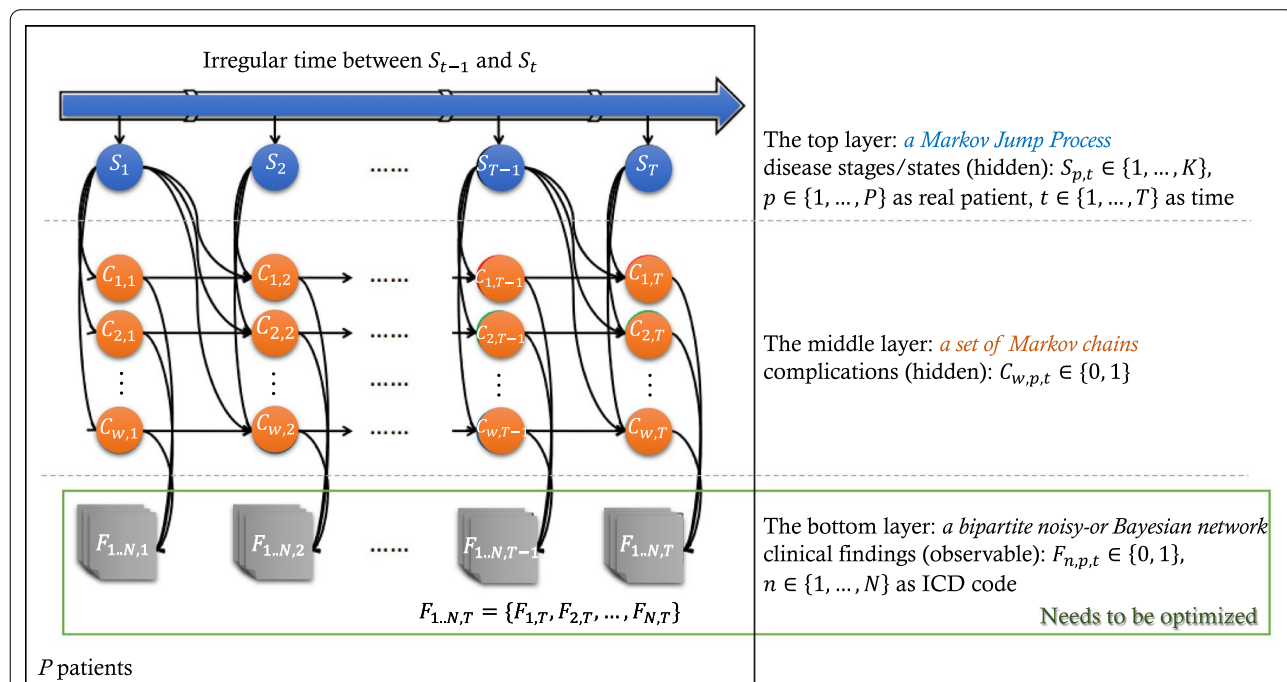 Irregular time between S_{t−1} and S_t
S_1 S_2 ...... S_{T−1} S_T
The top layer: a Markov Jump Process
disease stages/states (hidden): S_{p,t} ∈ {1, … , K},
p ∈ {1, … , P} as real patient, t ∈ {1, … , T} as time
C_{1,1} C_{1,2} ...... C_{1,T−1} C_{1,T}
C_{2,1} C_{2,2} ...... C_{2,T−1} C_{2,T}
⋮ ⋮ ...... ⋮ ⋮
C_{w,1} C_{w,2} ...... C_{w,T−1} C_{w,T}
The middle layer: a set of Markov chains
complications (hidden): C_{w,p,t} ∈ {0, 1}
F_{1..N,1} F_{1..N,2} ...... F_{1..N,T−1} F_{1..N,T}
F_{1..N,T} = {F_{1,T}, F_{2,T}, … , F_{N,T}}
The bottom layer: a bipartite noisy-or Bayesian network
clinical findings (observable): F_{n,p,t} ∈ {0, 1},
n ∈ {1, … , N} as ICD code
Needs to be optimized
P patients